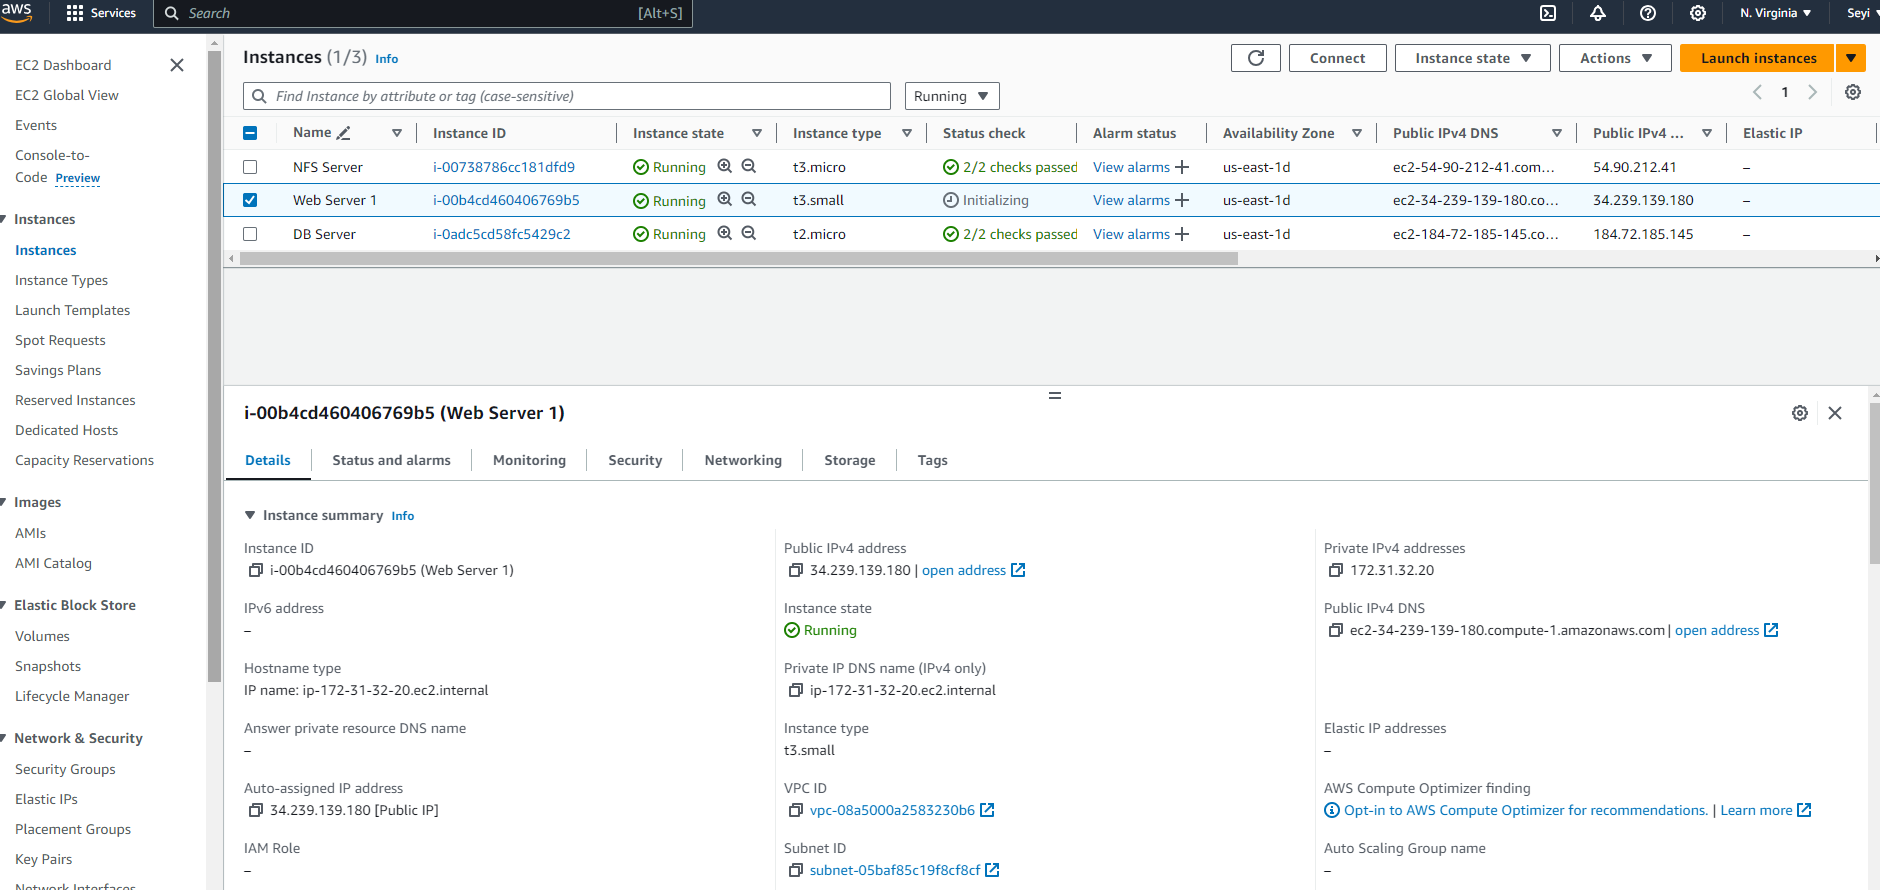 aws Services Search [Alt+S] N. Virginia Seyi
EC2 Dashboard
EC2 Global View
Events
Console-to-
Code Preview
Instances
Instances
Instance Types
Launch Templates
Spot Requests
Savings Plans
Reserved Instances
Dedicated Hosts
Capacity Reservations
Images
AMIs
AMI Catalog
Elastic Block Store
Volumes
Snapshots
Lifecycle Manager
Network & Security
Security Groups
Elastic IPs
Placement Groups
Key Pairs
Network Interfaces
Instances (1/3) Info Connect Instance state Actions Launch instances
Find Instance by attribute or tag (case-sensitive) Running 1
Name Instance ID Instance state Instance type Status check Alarm status Availability Zone Public IPv4 DNS Public IPv4 ... Elastic IP
NFS Server i-00738786cc181dfd9 Running t3.micro 2/2 checks passed View alarms + us-east-1d ec2-54-90-212-41.com... 54.90.212.41 –
Web Server 1 i-00b4cd460406769b5 Running t3.small Initializing View alarms + us-east-1d ec2-34-239-139-180.co... 34.239.139.180 –
DB Server i-0adc5cd58fc5429c2 Running t2.micro 2/2 checks passed View alarms + us-east-1d ec2-184-72-185-145.co... 184.72.185.145 –
i-00b4cd460406769b5 (Web Server 1)
Details Status and alarms Monitoring Security Networking Storage Tags
Instance summary Info
Instance ID
i-00b4cd460406769b5 (Web Server 1)
Public IPv4 address
34.239.139.180 | open address
Private IPv4 addresses
172.31.32.20
IPv6 address
–
Instance state
Running
Public IPv4 DNS
ec2-34-239-139-180.compute-1.amazonaws.com | open address
Hostname type
IP name: ip-172-31-32-20.ec2.internal
Private IP DNS name (IPv4 only)
ip-172-31-32-20.ec2.internal
Answer private resource DNS name
–
Instance type
t3.small
Elastic IP addresses
–
Auto-assigned IP address
34.239.139.180 [Public IP]
VPC ID
vpc-08a5000a2583230b6
AWS Compute Optimizer finding
Opt-in to AWS Compute Optimizer for recommendations. | Learn more
IAM Role
–
Subnet ID
subnet-05baf85c19f8cf8cf
Auto Scaling Group name
–